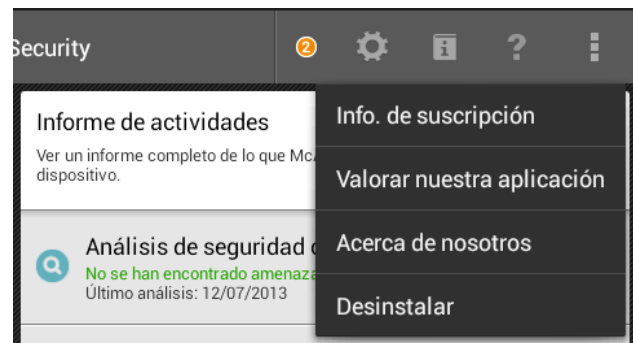 Security
2
?
Informe de actividades
Ver un informe completo de lo que
dispositivo.
Análisis de seguridad
No se han encontrado
Último análisis: 12/07/2013
Info. de suscripción
Valorar nuestra aplicación
Acerca de nosotros
Desinstalar